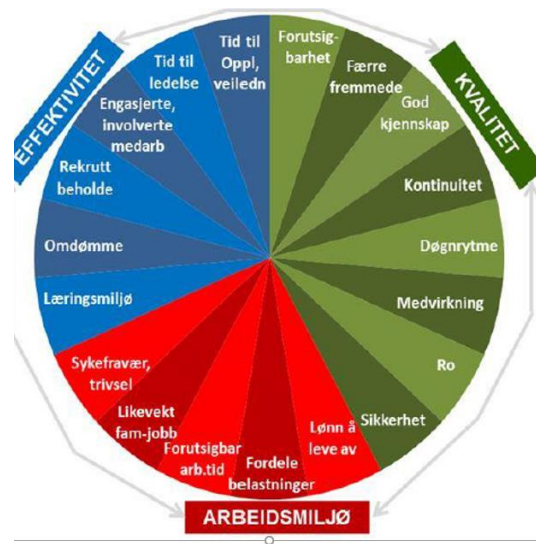 EFFEKTIVITET
KVALITET
ARBEIDSMILJØ
Forutsig-
barhet
Færre
fremmede
God
kjennskap
Kontinuitet
Døgnrytme
Medvirkning
Ro
Sikkerhet
Lønn å
leve av
Fordele
belastninger
Forutsigbar
arb.tid
Likevekt
fam-jobb
Sykefravær,
trivsel
Læringsmiljø
Omdømme
Rekrutt
beholde
Engasjerte,
involverte
medarb
Tid til
ledelse
Tid til
Oppl,
veiledn